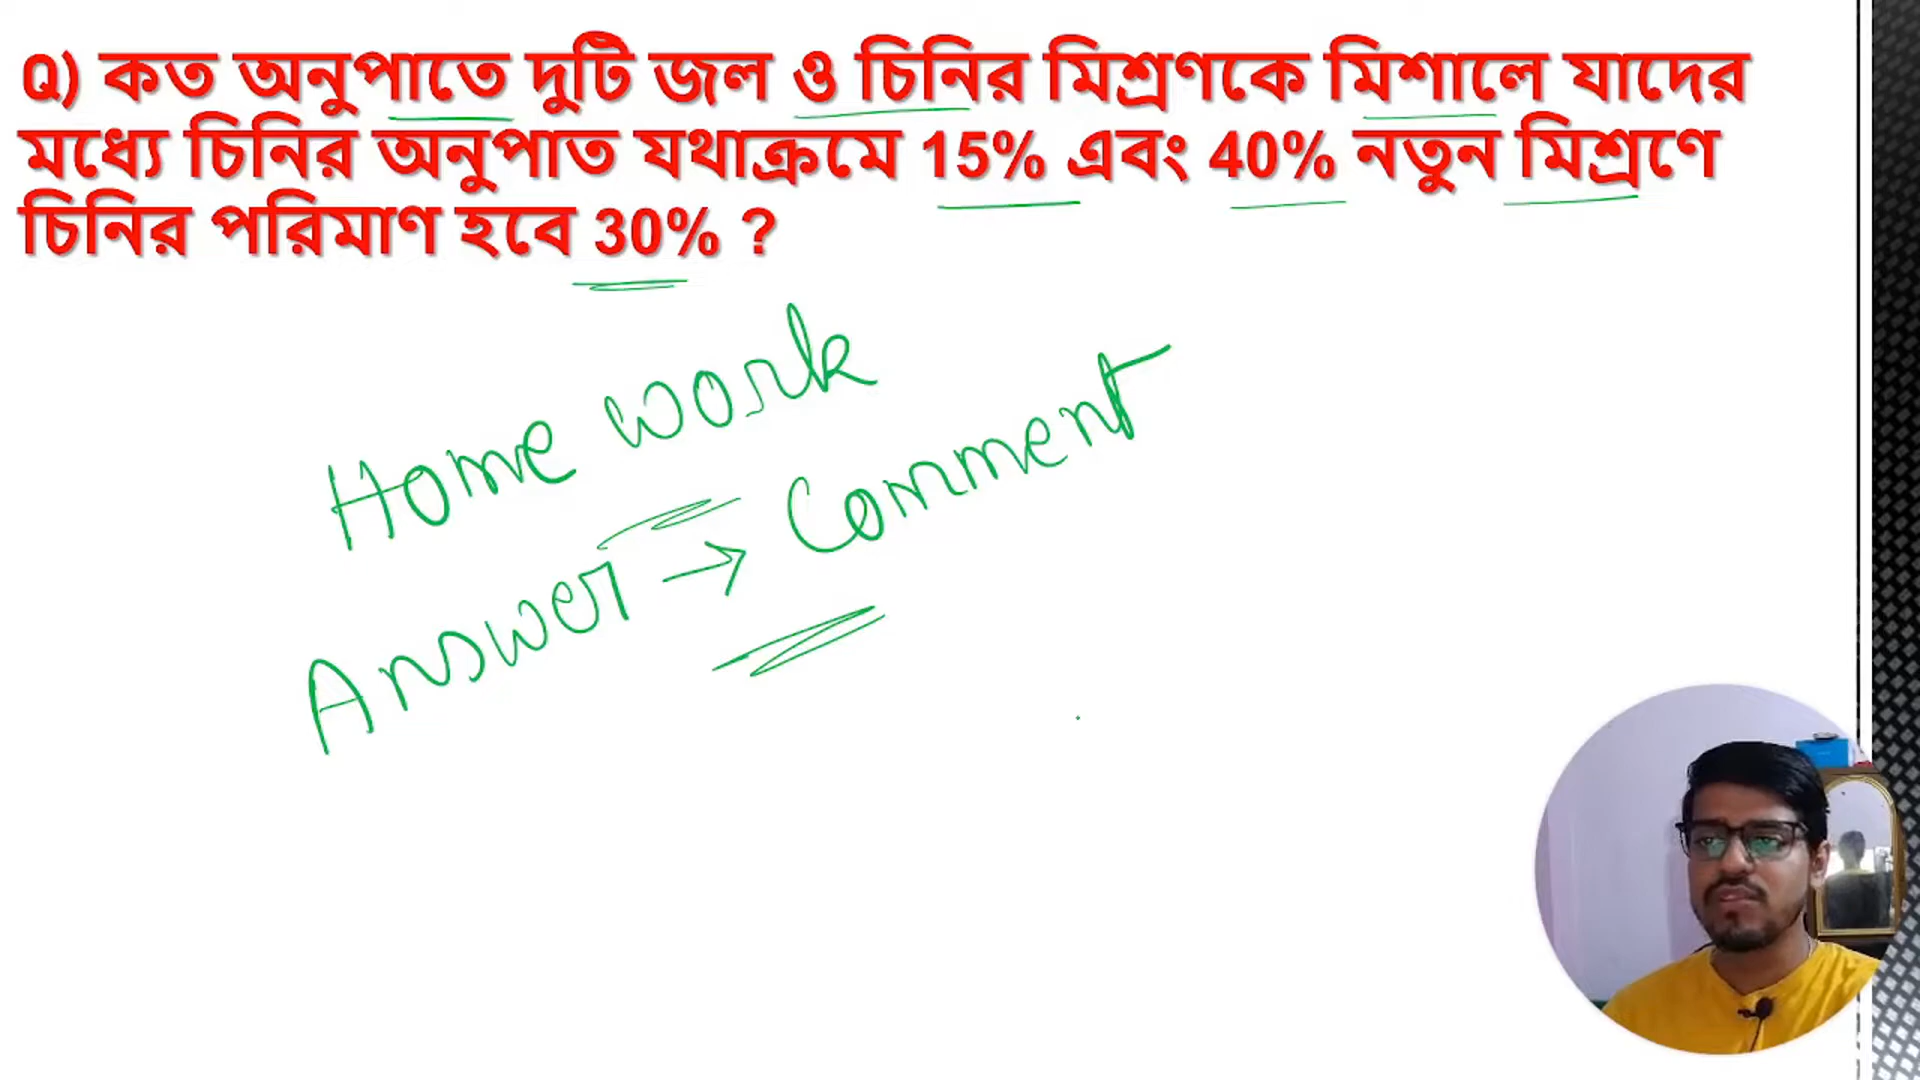 Q) কত অনুপাতে দুটি জল ও চিনির মিশ্রণকে মিশালে যাদের
মধ্যে চিনির অনুপাত যথাক্রমে 15% এবং 40% নতুন মিশ্রণে
চিনির পরিমাণ হবে 30% ?
Home work
Answer → Comment